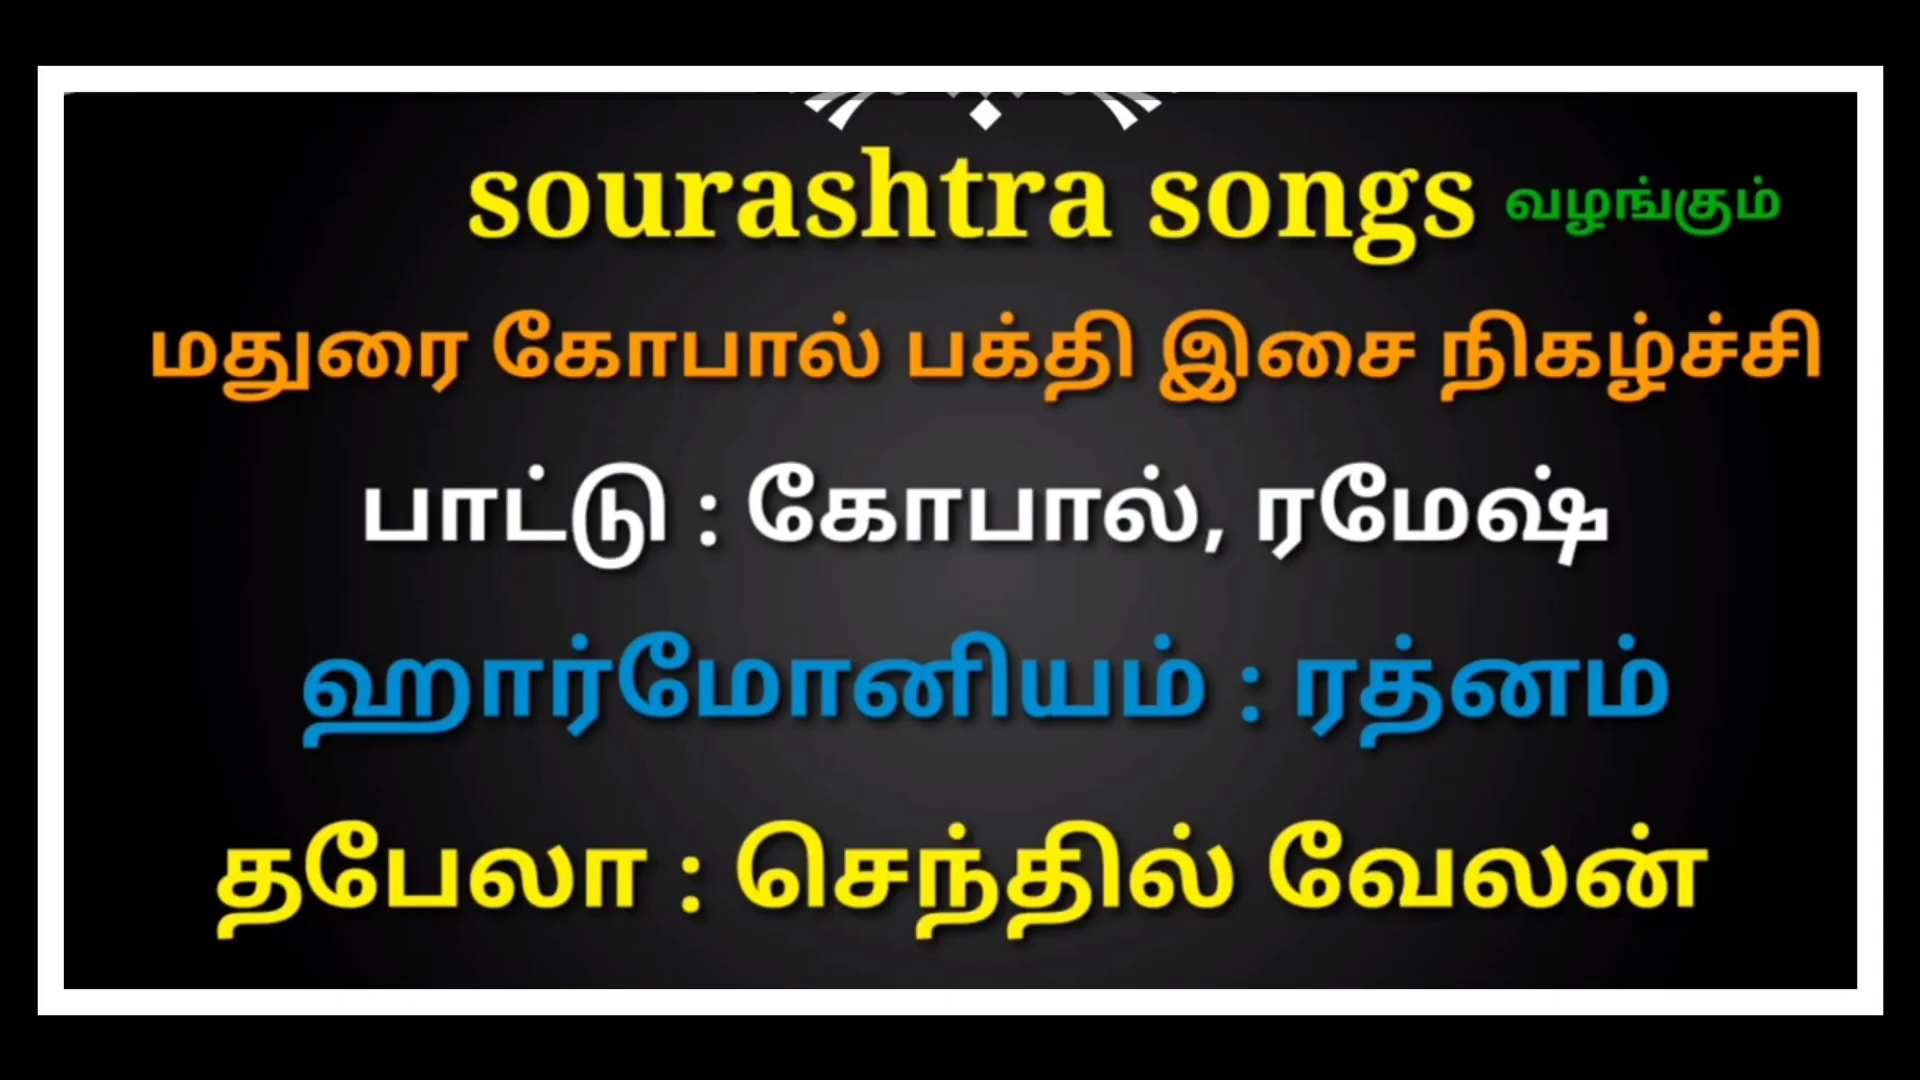 sourashtra songs வழங்கும்
மதுரை கோபால் பக்தி இசை நிகழ்ச்சி
பாட்டு : கோபால், ரமேஷ்
ஹார்மோனியம் : ரத்னம்
தபேலா : செந்தில் வேலன்